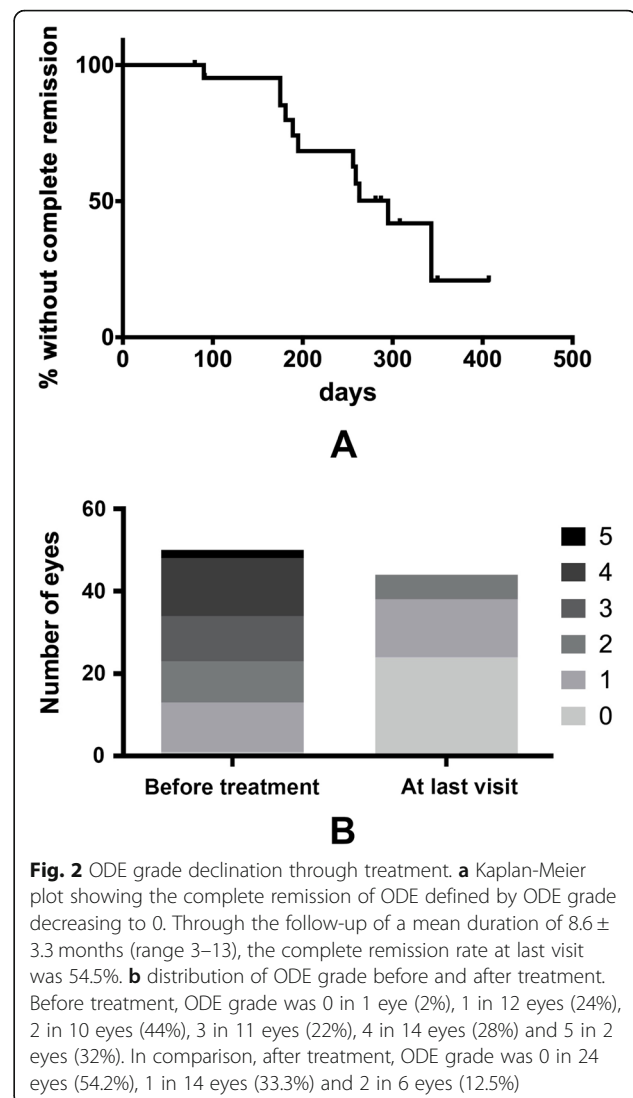 % without complete remission
100
50
0
0 100 200 300 400 500
days
A
Number of eyes
60
40
20
0
5
4
3
2
1
0
Before treatment At last visit
B
Fig. 2 ODE grade declination through treatment. a Kaplan-Meier
plot showing the complete remission of ODE defined by ODE grade
decreasing to 0. Through the follow-up of a mean duration of 8.6 ±
3.3 months (range 3–13), the complete remission rate at last visit
was 54.5%. b distribution of ODE grade before and after treatment.
Before treatment, ODE grade was 0 in 1 eye (2%), 1 in 12 eyes (24%),
2 in 10 eyes (44%), 3 in 11 eyes (22%), 4 in 14 eyes (28%) and 5 in 2
eyes (32%). In comparison, after treatment, ODE grade was 0 in 24
eyes (54.2%), 1 in 14 eyes (33.3%) and 2 in 6 eyes (12.5%)